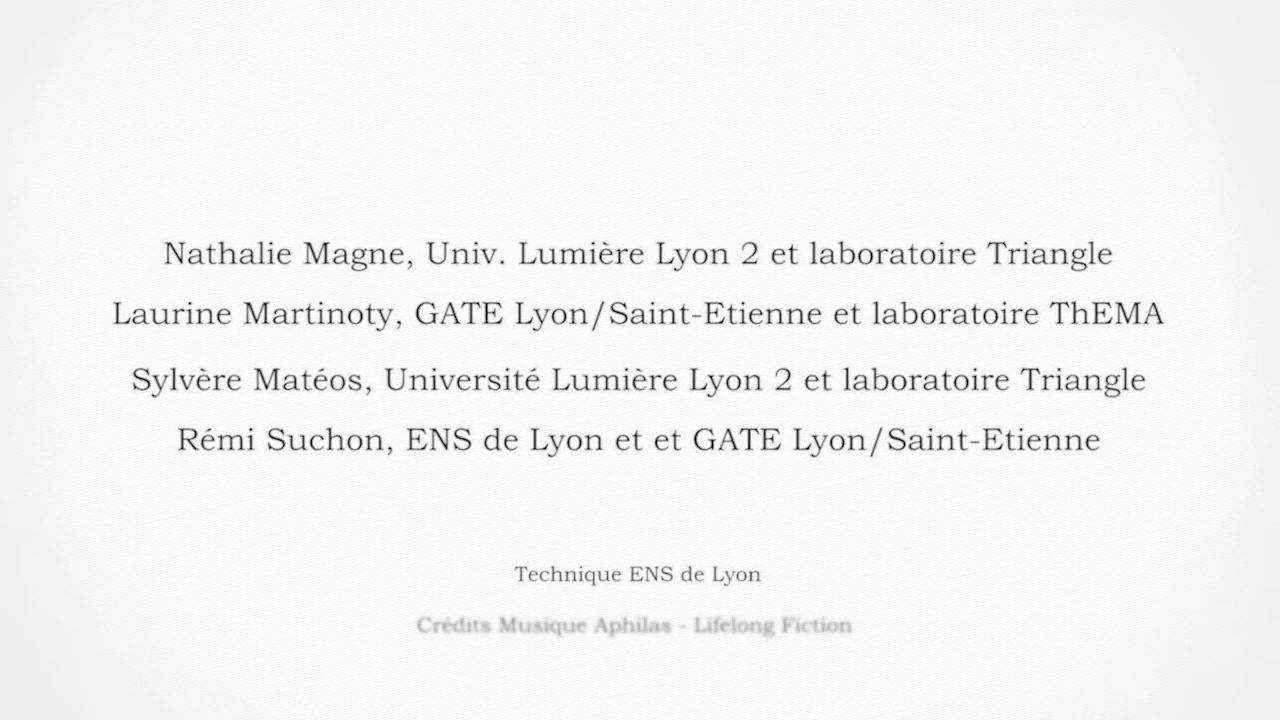 Nathalie Magne, Univ. Lumière Lyon 2 et laboratoire Triangle
Laurine Martinoty, GATE Lyon/Saint-Etienne et laboratoire ThEMA
Sylvère Matéos, Université Lumière Lyon 2 et laboratoire Triangle
Rémi Suchon, ENS de Lyon et et GATE Lyon/Saint-Etienne
Technique ENS de Lyon
Crédits Musique Aphilas - Lifelong Fiction